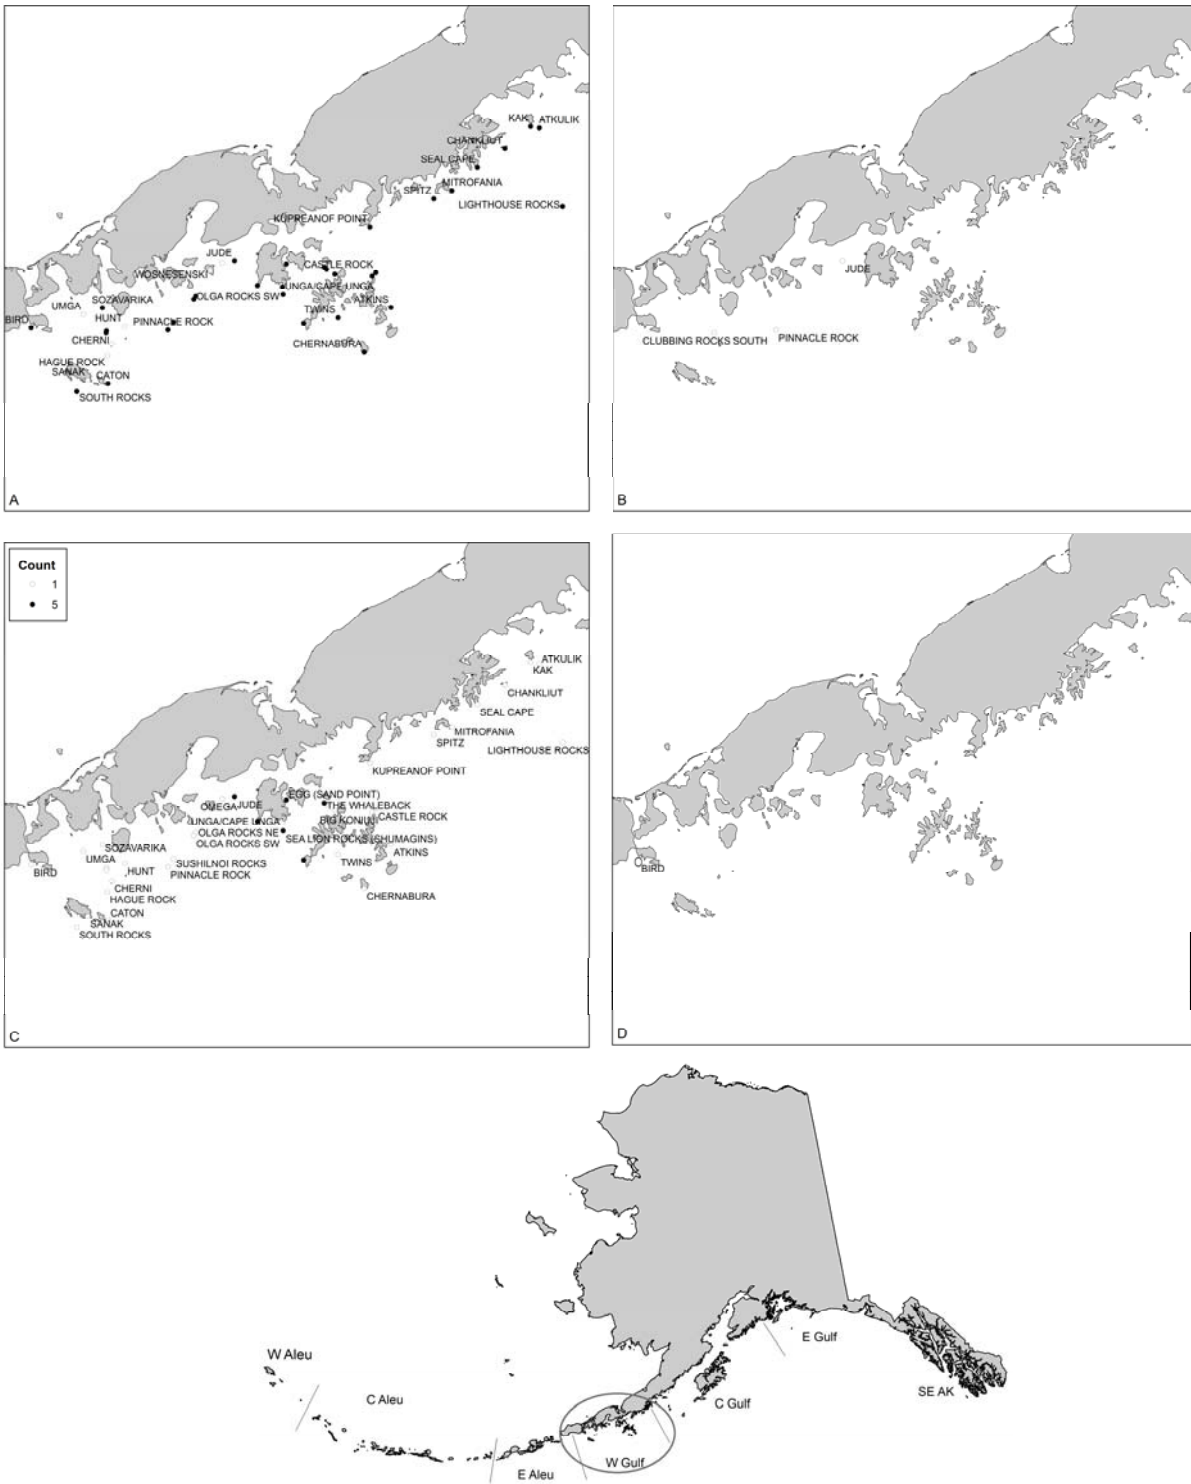 KAK
ATKULIK
CHANKLIUT
SEAL CAPE
MITROFANIA
SPITZ
LIGHTHOUSE ROCKS
KUPREANOF POINT
JUDE
CASTLE ROCK
WOSNESENSKI
UNGA/CAPE UNGA
OLGA ROCKS SW
SOZAVARIKA
ATKINS
UMGA
TWINS
HUNT
PINNACLE ROCK
BIRD
CHERNI
CHERNABURA
HAGUE ROCK
SANAK
CATON
SOUTH ROCKS
A
JUDE
CLUBBING ROCKS SOUTH
PINNACLE ROCK
B
Count
1
5
ATKULIK
KAK
CHANKLIUT
SEAL CAPE
MITROFANIA
SPITZ
LIGHTHOUSE ROCKS
KUPREANOF POINT
EGG (SAND POINT)
OMEGA
JUDE
THE WHALEBACK
CASTLE ROCK
UNGA/CAPE UNGA
BIG KONIUJI
OLGA ROCKS NE
OLGA ROCKS SW
SEA LION ROCKS (SHUMAGINS)
SOZAVARIKA
ATKINS
UMGA
SUSHILNOI ROCKS
TWINS
BIRD
HUNT
PINNACLE ROCK
CHERNI
HAGUE ROCK
CHERNABURA
CATON
SANAK
SOUTH ROCKS
C
BIRD
D
W Aleu
C Aleu
E Aleu
W Gulf
C Gulf
E Gulf
SE AK